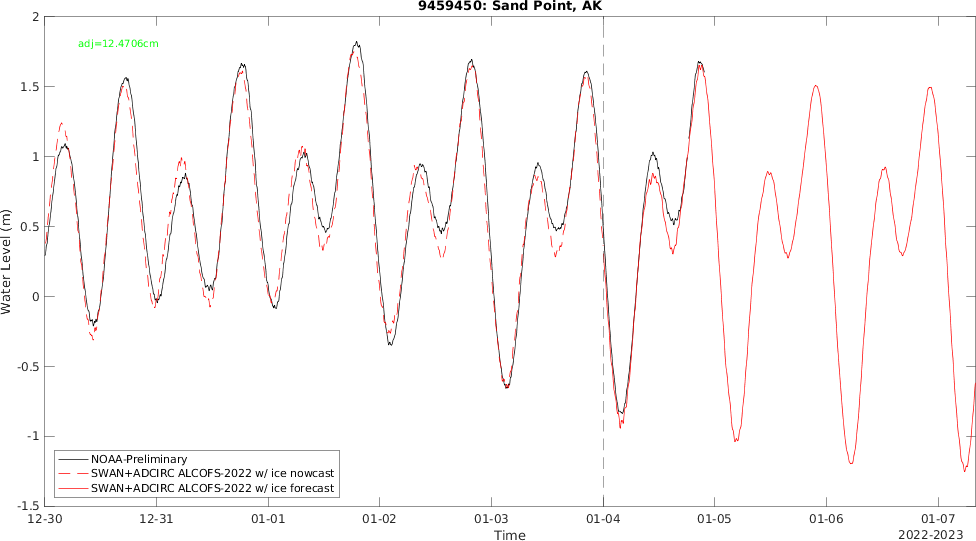 9459450: Sand Point, AK
adj=12.4706cm
Water Level (m)
2
1.5
1
0.5
0
-0.5
-1
-1.5
NOAA-Preliminary
SWAN+ADCIRC ALCOFS-2022 w/ ice nowcast
SWAN+ADCIRC ALCOFS-2022 w/ ice forecast
12-30 12-31 01-01 01-02 01-03 01-04 01-05 01-06 01-07
Time
2022-2023